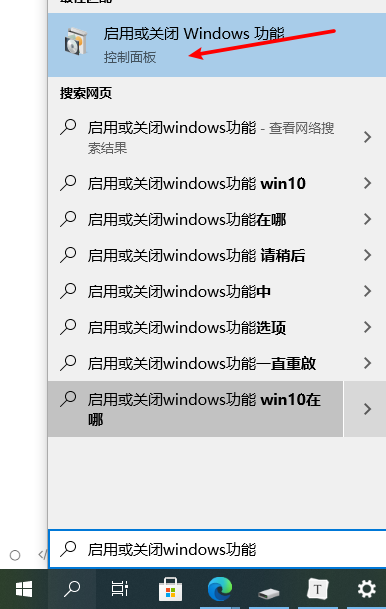 启用或关闭 Windows 功能
控制面板
搜索网页
启用或关闭windows功能 - 查看网络搜
索结果
启用或关闭windows功能 win10
启用或关闭windows功能在哪
启用或关闭windows功能 请稍后
启用或关闭windows功能中
启用或关闭windows功能选项
启用或关闭windows功能一直重啟
启用或关闭windows功能 win10在
哪
启用或关闭windows功能
T